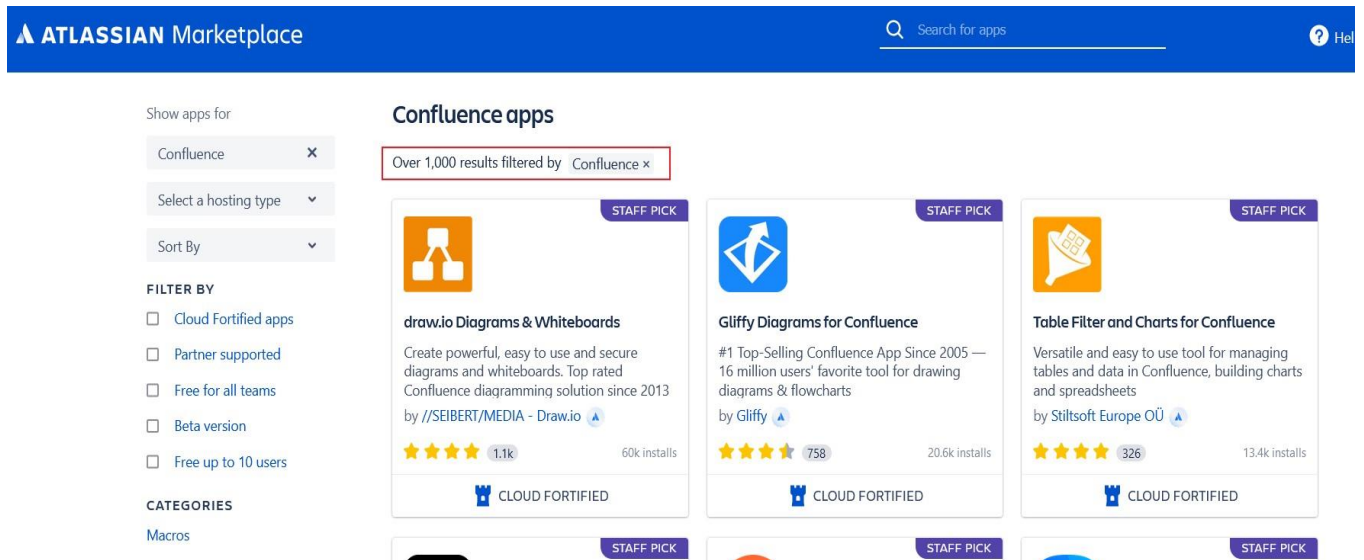 ATLASSIAN Marketplace
Search for apps
? Hel
Show apps for
Confluence ×
Select a hosting type
Sort By
FILTER BY
Cloud Fortified apps
Partner supported
Free for all teams
Beta version
Free up to 10 users
CATEGORIES
Macros
Confluence apps
Over 1,000 results filtered by Confluence ×
STAFF PICK
draw.io Diagrams & Whiteboards
Create powerful, easy to use and secure
diagrams and whiteboards. Top rated
Confluence diagramming solution since 2013
by //SEIBERT/MEDIA - Draw.io
1.1k 60k installs
CLOUD FORTIFIED
STAFF PICK
Gliffy Diagrams for Confluence
#1 Top-Selling Confluence App Since 2005 —
16 million users' favorite tool for drawing
diagrams & flowcharts
by Gliffy
758 20.6k installs
CLOUD FORTIFIED
STAFF PICK
Table Filter and Charts for Confluence
Versatile and easy to use tool for managing
tables and data in Confluence, building charts
and spreadsheets
by Stiltsoft Europe OÜ
326 13.4k installs
CLOUD FORTIFIED
STAFF PICK
STAFF PICK
STAFF PICK